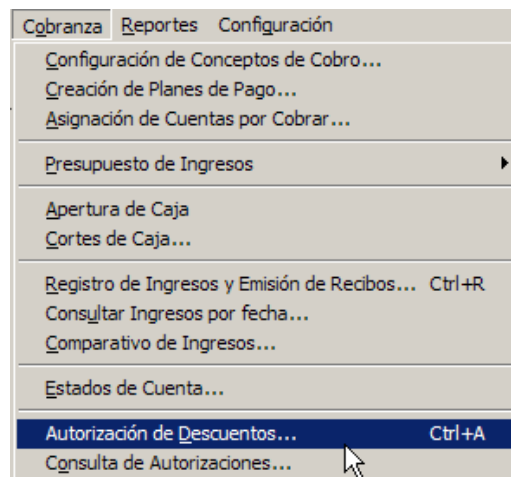 Cobranza Reportes Configuración
Configuración de Conceptos de Cobro...
Creación de Planes de Pago...
Asignación de Cuentas por Cobrar...
Presupuesto de Ingresos
Apertura de Caja
Cortes de Caja...
Registro de Ingresos y Emisión de Recibos... Ctrl+R
Consultar Ingresos por fecha...
Comparativo de Ingresos...
Estados de Cuenta...
Autorización de Descuentos... Ctrl+A
Consulta de Autorizaciones...